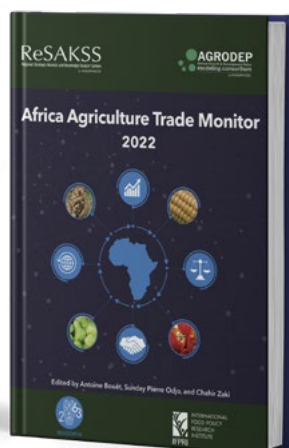 ReSAKSS
AGRODEP
Africa Agriculture Trade Monitor
2022
Edited by Antoine Bouët, Sunday Pierre Odjo, and Chahir Zaki
INTERNATIONAL
FOOD POLICY
RESEARCH
INSTITUTE
IFPRI